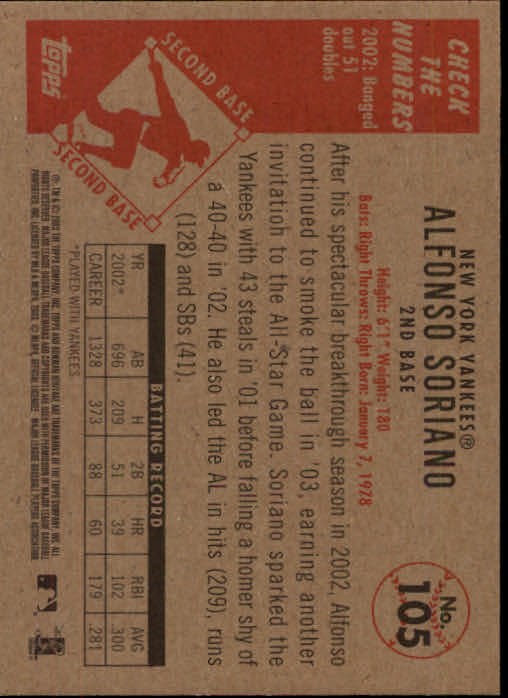 No.
105
NEW YORK YANKEES®
ALFONSO SORIANO
2ND BASE
Height: 6'1" Weight: 180
Bats: Right Throws: Right Born: January 7, 1978
After his spectacular breakthrough season in 2002, Alfonso
continued to smoke the ball in '03, earning another
invitation to the All-Star Game. Soriano sparked the
Yankees with 43 steals in '01 before falling a homer shy of
a 40-40 in '02. He also led the AL in hits (209), runs
(128) and SBs (41).
CHECK
THE
NUMBERS
2002: Banged
out 51
doubles
SECOND BASE
SECOND BASE
topps
BATTING RECORD
YR AB H 2B HR RBI AVG
2002* 696 209 51 39 102 .300
CAREER 1328 373 88 60 179 .281
*PLAYED WITH YANKEES